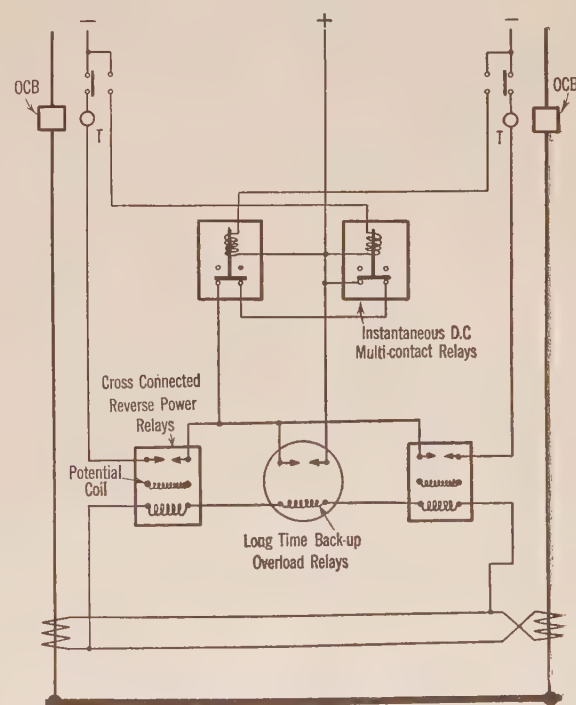 − + −
OCB OCB
T T
Instantaneous D.C
Multi-contact Relays
Cross Connected
Reverse Power
Relays
Potential
Coil
Long Time Back-up
Overload Relays